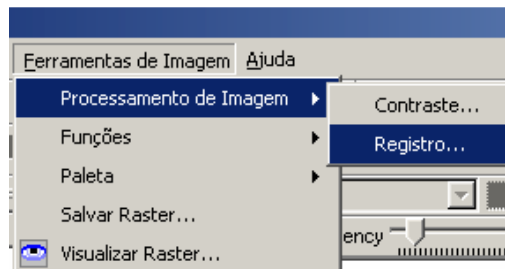 Ferramentas de Imagem Ajuda
Processamento de Imagem
Contraste...
Funções
Registro...
Paleta
Salvar Raster...
ency
Visualizar Raster...